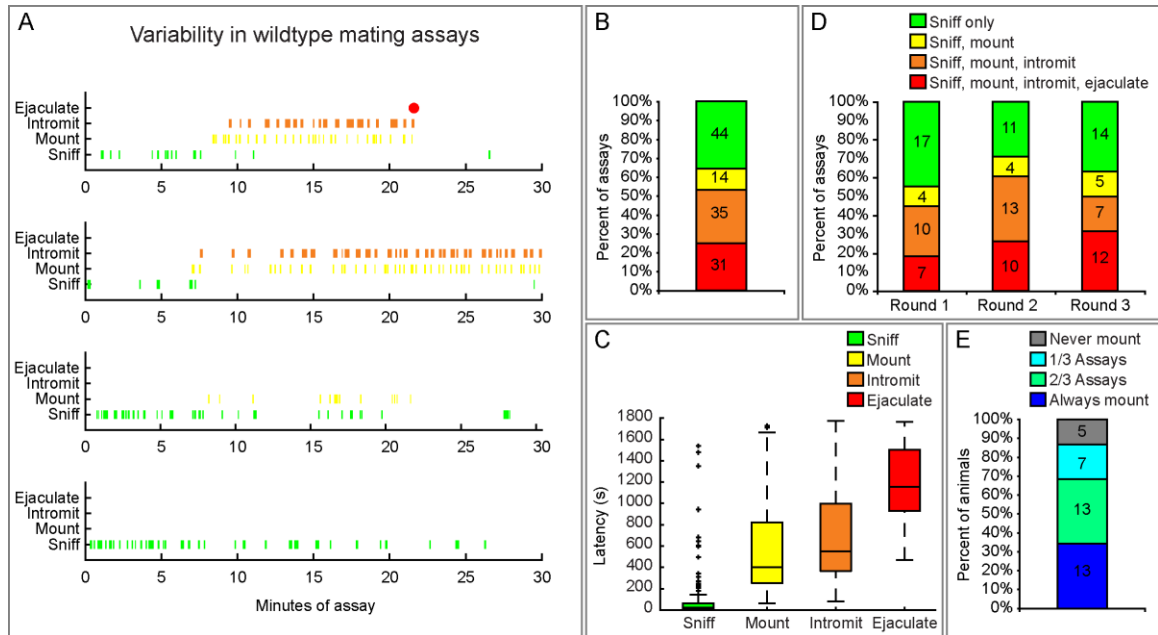 A
Variability in wildtype mating assays
Ejaculate
Intromit
Mount
Sniff
0 5 10 15 20 25 30
Ejaculate
Intromit
Mount
Sniff
0 5 10 15 20 25 30
Ejaculate
Intromit
Mount
Sniff
0 5 10 15 20 25 30
Ejaculate
Intromit
Mount
Sniff
0 5 10 15 20 25 30
Minutes of assay
B
Percent of assays
100%
90%
80%
70%
60%
50%
40%
30%
20%
10%
0%
44
14
35
31
D
Sniff only
Sniff, mount
Sniff, mount, intromit
Sniff, mount, intromit, ejaculate
Percent of assays
100%
90%
80%
70%
60%
50%
40%
30%
20%
10%
0%
17 11 14
4 4 5
10 13 7
7 10 12
Round 1 Round 2 Round 3
C
Sniff
Mount
Intromit
Ejaculate
Latency (s)
1800
1600
1400
1200
1000
800
600
400
200
0
Sniff Mount Intromit Ejaculate
E
Never mount
1/3 Assays
2/3 Assays
Always mount
Percent of animals
100%
90%
80%
70%
60%
50%
40%
30%
20%
10%
0%
5
7
13
13